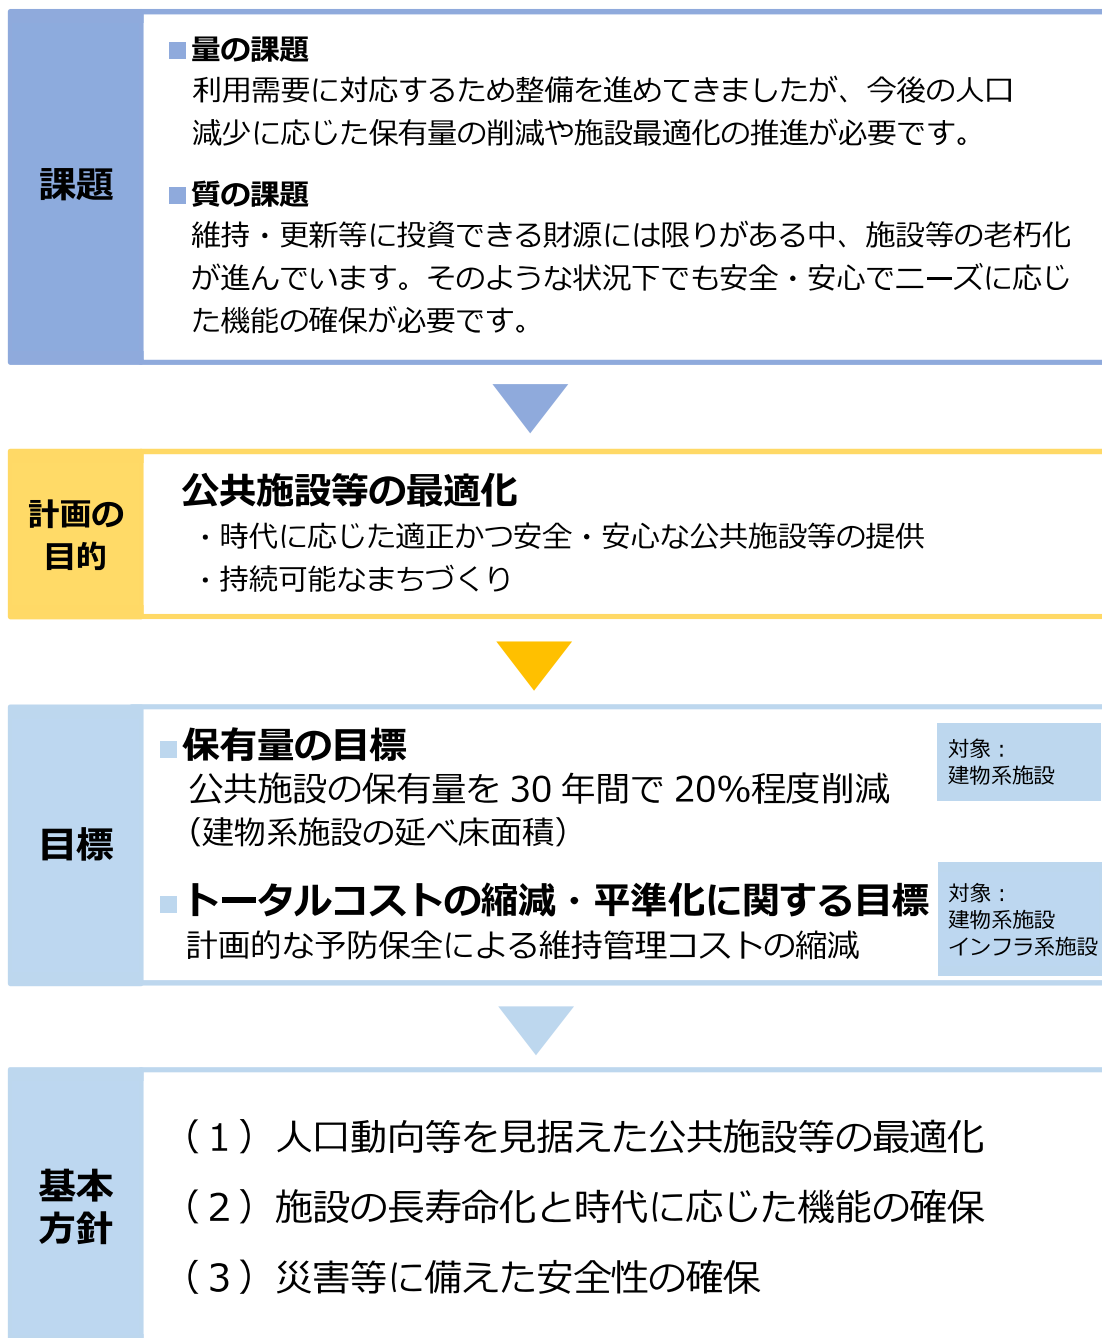 課題
■量の課題
利用需要に対応するため整備を進めてきましたが、今後の人口
減少に応じた保有量の削減や施設最適化の推進が必要です。
■質の課題
維持・更新等に投資できる財源には限りがある中、施設等の老朽化
が進んでいます。そのような状況下でも安全・安心でニーズに応じ
た機能の確保が必要です。
計画の
目的
公共施設等の最適化
・時代に応じた適正かつ安全・安心な公共施設等の提供
・持続可能なまちづくり
目標
■保有量の目標
公共施設の保有量を 30 年間で 20%程度削減
（建物系施設の延べ床面積）
対象：
建物系施設
■トータルコストの縮減・平準化に関する目標
計画的な予防保全による維持管理コストの縮減
対象：
建物系施設
インフラ系施設
基本
方針
（１）人口動向等を見据えた公共施設等の最適化
（２）施設の長寿命化と時代に応じた機能の確保
（３）災害等に備えた安全性の確保